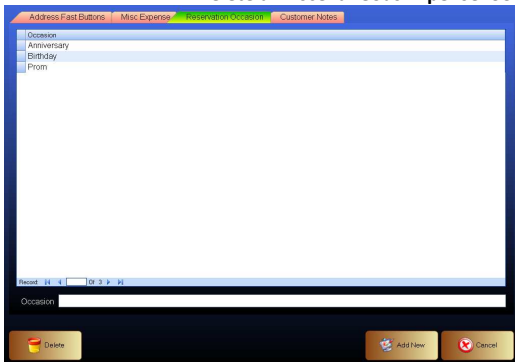 Address Fast Buttons Misc Expense Reservation Occasion Customer Notes
Occasion
Anniversary
Birthday
Prom
Record Of 3
Occasion
Delete Add New Cancel